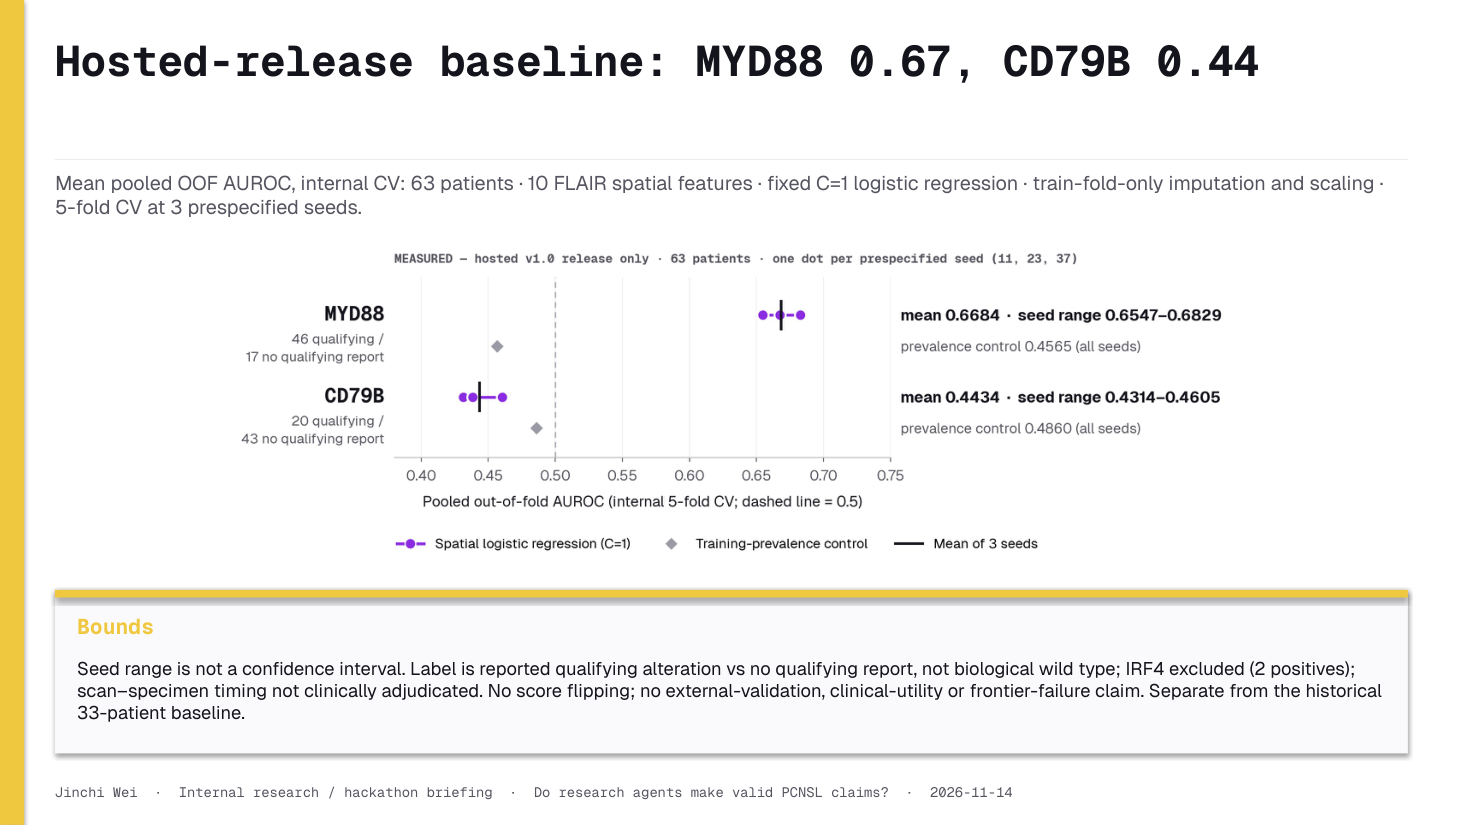 Hosted-release baseline: MYD88 0.67, CD79B 0.44
Mean pooled OOF AUROC, internal CV: 63 patients · 10 FLAIR spatial features · fixed C=1 logistic regression · train-fold-only imputation and scaling ·
5-fold CV at 3 prespecified seeds.
MEASURED — hosted v1.0 release only · 63 patients · one dot per prespecified seed (11, 23, 37)
MYD88
46 qualifying /
17 no qualifying report
mean 0.6684 · seed range 0.6547–0.6829
prevalence control 0.4565 (all seeds)
CD79B
20 qualifying /
43 no qualifying report
mean 0.4434 · seed range 0.4314–0.4605
prevalence control 0.4860 (all seeds)
0.40 0.45 0.50 0.55 0.60 0.65 0.70 0.75
Pooled out-of-fold AUROC (internal 5-fold CV; dashed line = 0.5)
Spatial logistic regression (C=1) Training-prevalence control Mean of 3 seeds
Bounds
Seed range is not a confidence interval. Label is reported qualifying alteration vs no qualifying report, not biological wild type; IRF4 excluded (2 positives);
scan–specimen timing not clinically adjudicated. No score flipping; no external-validation, clinical-utility or frontier-failure claim. Separate from the historical
33-patient baseline.
Jinchi Wei · Internal research / hackathon briefing · Do research agents make valid PCNSL claims? · 2026-11-14